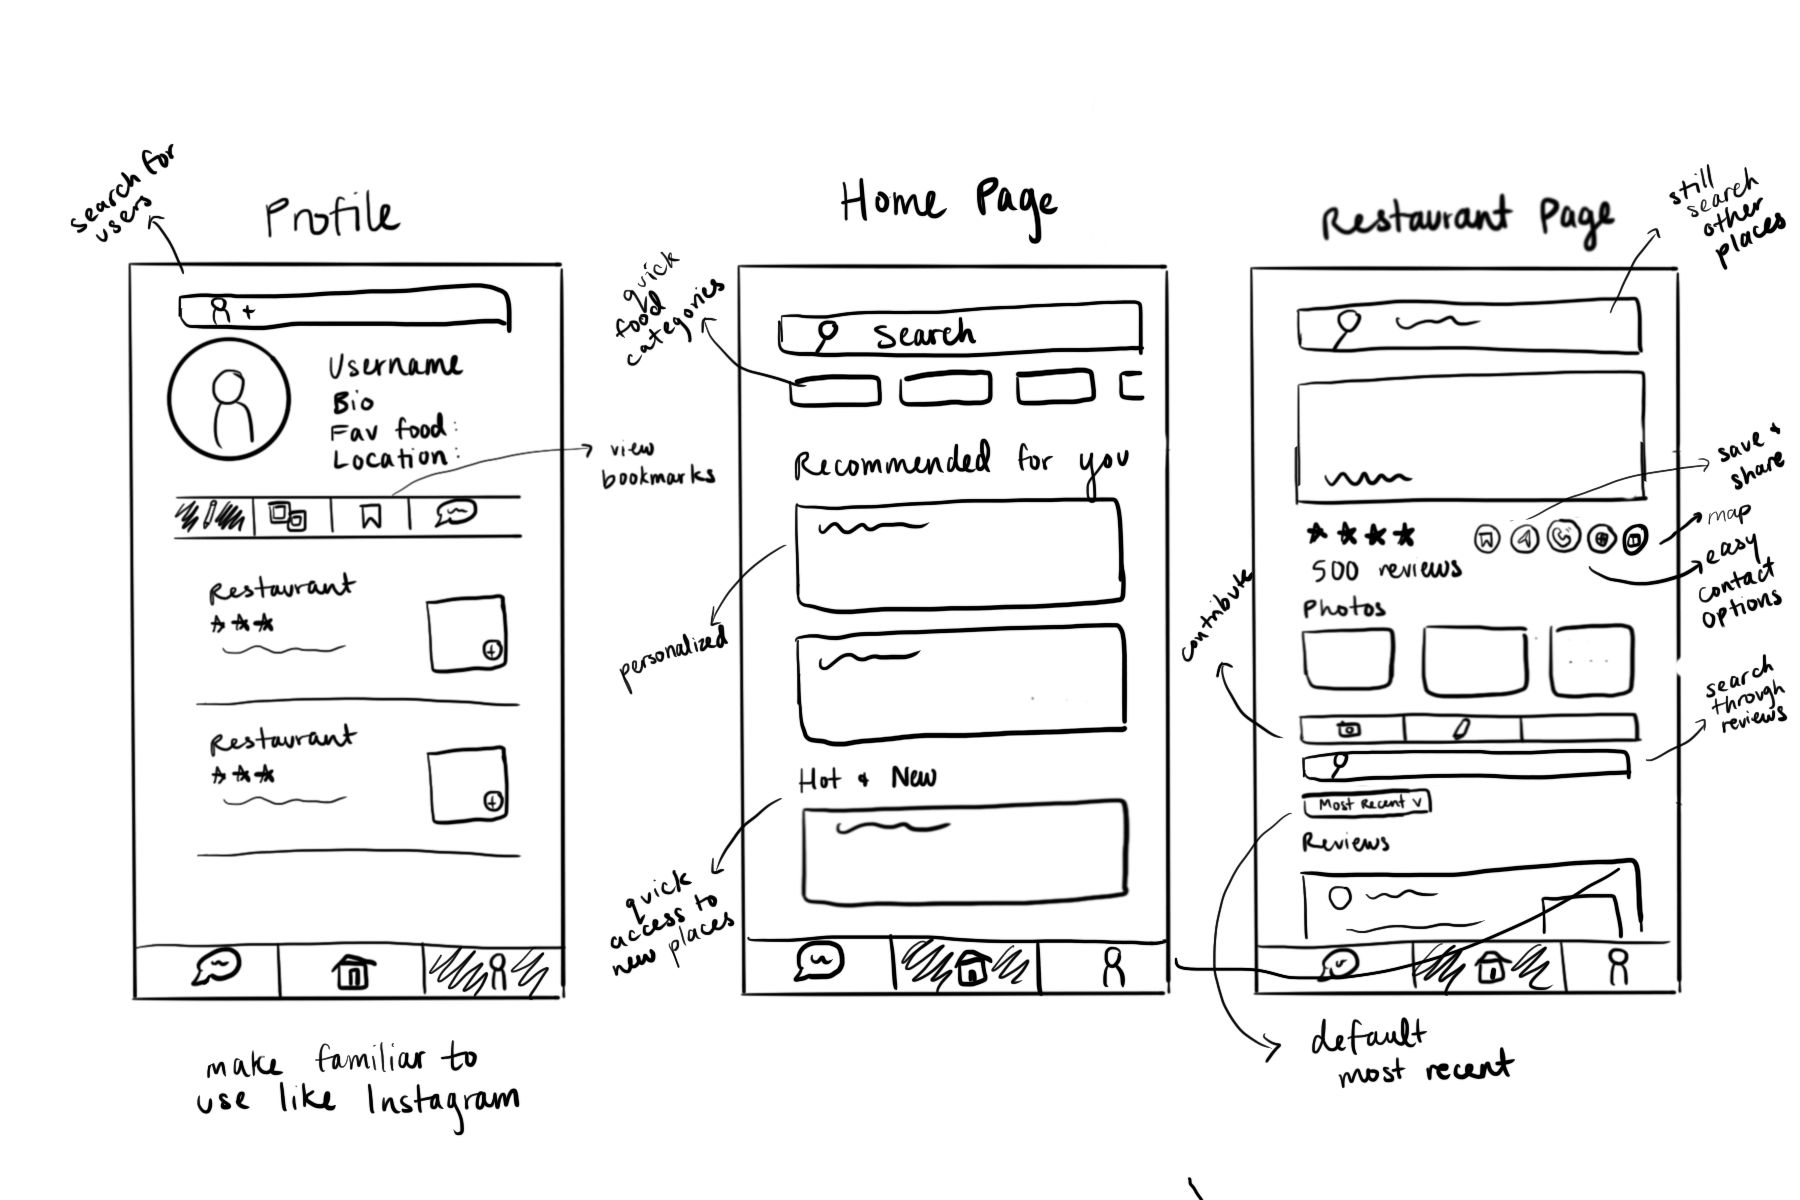 search for
users
Profile
Username
Bio
Fav food:
Location:
view
bookmarks
Restaurant
Restaurant
make familiar to
use like Instagram
Home Page
quick
food
categories
Search
Recommended for you
personalized
Hot & New
quick
access to
new places
Restaurant Page
still
search
other
places
save &
share
map
easy
contact
options
500 reviews
Photos
contribute
search
through
reviews
Most Recent v
Reviews
default
most recent